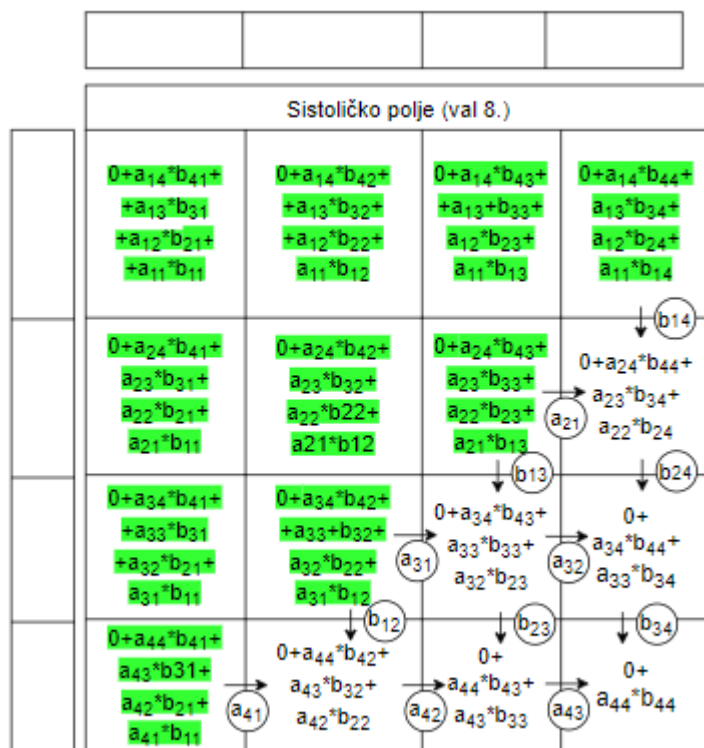 Sistoličko polje (val 8.)
0+a14*b41+
+a13*b31
+a12*b21+
+a11*b11
0+a14*b42+
+a13*b32+
+a12*b22+
a11*b12
0+a14*b43+
+a13+b33+
a12*b23+
a11*b13
0+a14*b44+
a13*b34+
a12*b24+
a11*b14
b14
0+a24*b41+
a23*b31+
a22*b21+
a21*b11
0+a24*b42+
a23*b32+
a22*b22+
a21*b12
0+a24*b43+
a23*b33+
a22*b23+
a21*b13
a21
0+a24*b44+
a23*b34+
a22*b24
b13
b24
0+a34*b41+
+a33*b31
+a32*b21+
a31*b11
0+a34*b42+
+a33+b32+
a32*b22+
a31*b12
a31
0+a34*b43+
a33*b33+
a32*b23
a32
0+
a34*b44+
a33*b34
b12
b23
b34
0+a44*b41+
a43*b31+
a42*b21+
a41*b11
a41
0+a44*b42+
a43*b32+
a42*b22
a42
0+
a44*b43+
a43*b33
a43
0+
a44*b44